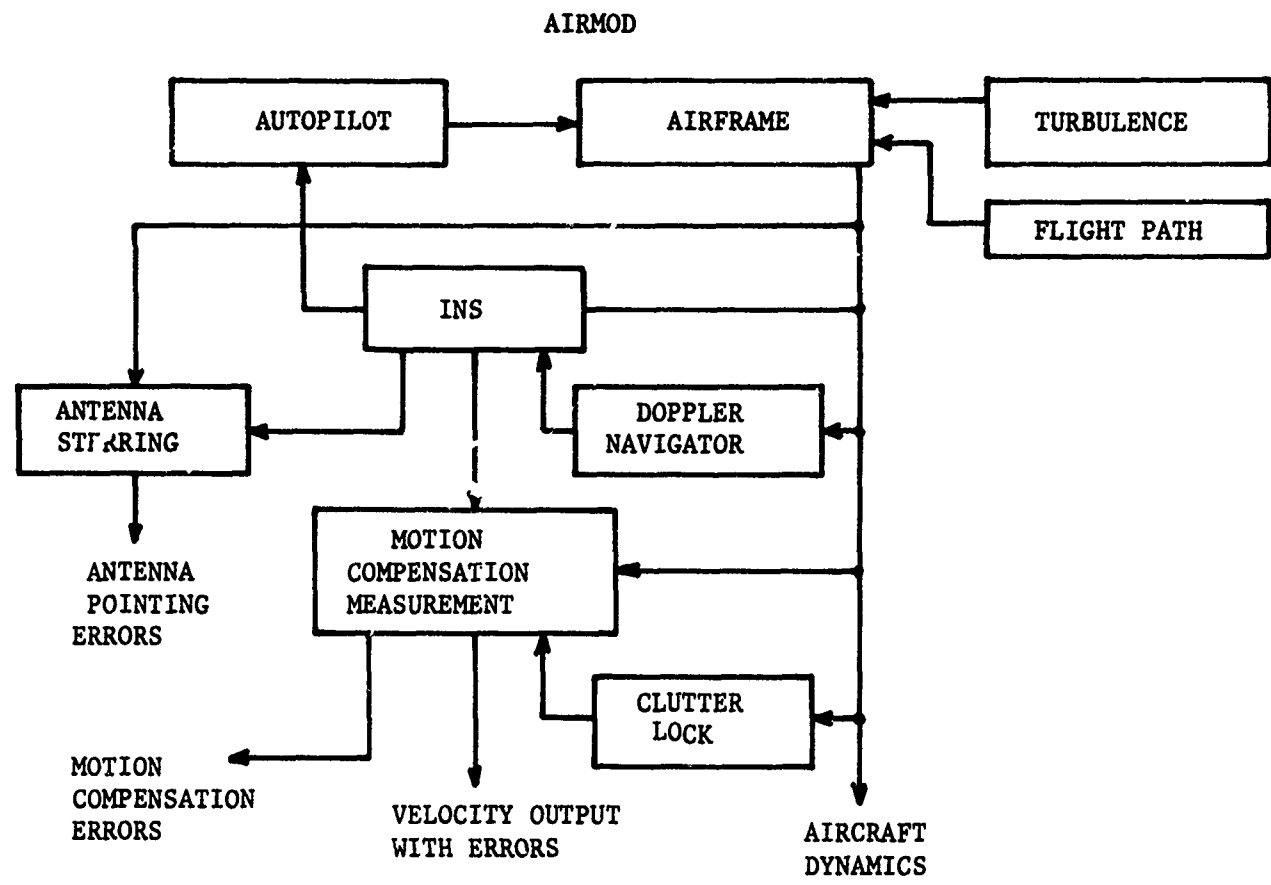 AIRMOD
AUTOPILOT
AIRFRAME
TURBULENCE
FLIGHT PATH
INS
ANTENNA
STERRING
DOPPLER
NAVIGATOR
MOTION
COMPENSATION
MEASUREMENT
ANTENNA
POINTING
ERRORS
CLUTTER
LOCK
MOTION
COMPENSATION
ERRORS
VELOCITY OUTPUT
WITH ERRORS
AIRCRAFT
DYNAMICS